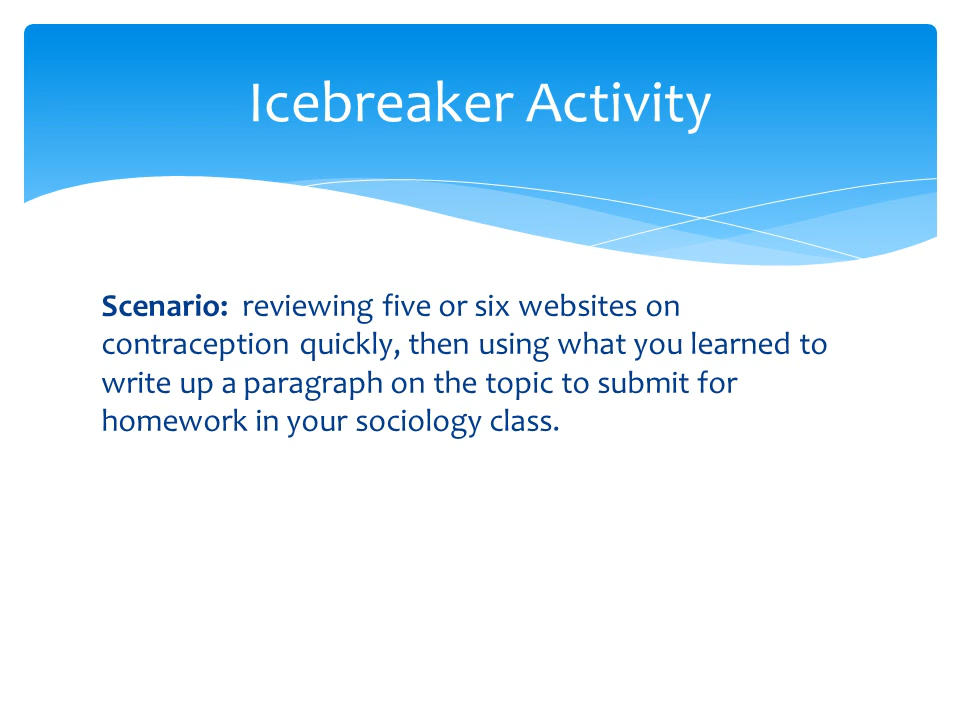 Icebreaker Activity
Scenario:  reviewing five or six websites on
contraception quickly, then using what you learned to
write up a paragraph on the topic to submit for
homework in your sociology class.